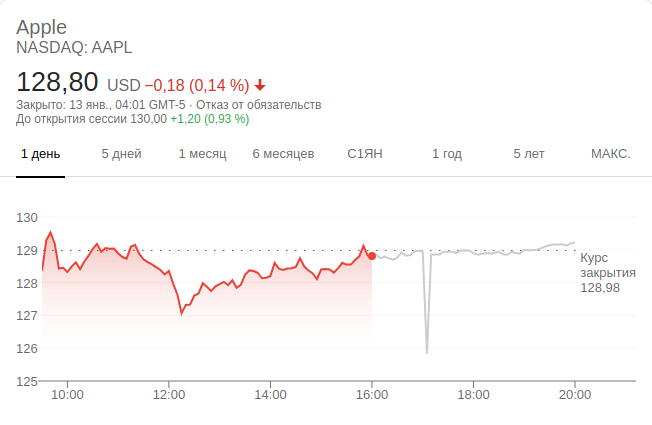 Apple
NASDAQ: AAPL
128,80 USD −0,18 (0,14 %)
Закрыто: 13 янв., 04:01 GMT-5 · Отказ от обязательств
До открытия сессии 130,00 +1,20 (0,93 %)
1 день 5 дней 1 месяц 6 месяцев С1ЯН 1 год 5 лет МАКС.
130
129
128
127
126
125
Курс
закрытия
128,98
10:00 12:00 14:00 16:00 18:00 20:00